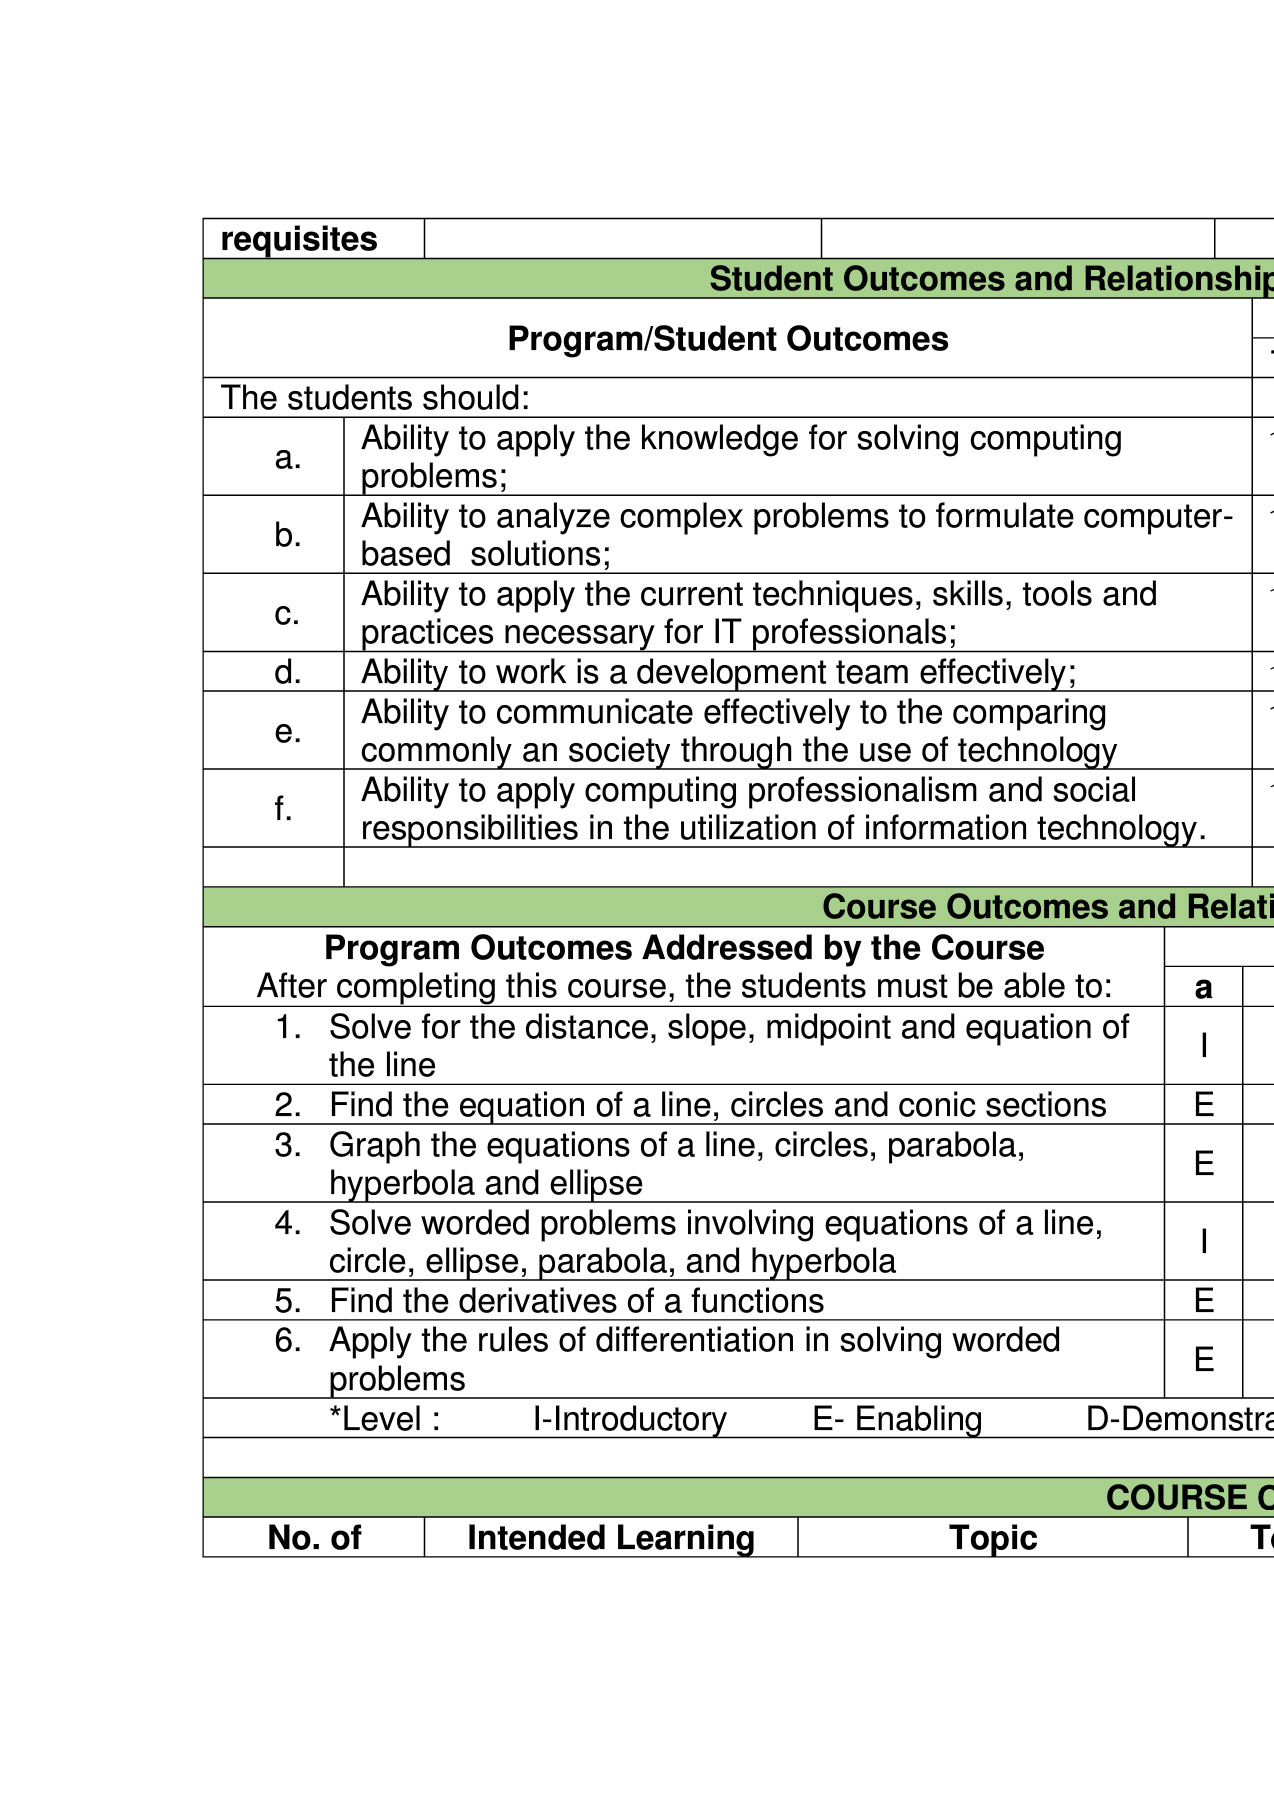 requisites
Student Outcomes and Relationship
Program/Student Outcomes
The students should:
a. Ability to apply the knowledge for solving computing
problems;
b. Ability to analyze complex problems to formulate computer-
based  solutions;
c. Ability to apply the current techniques, skills, tools and
practices necessary for IT professionals;
d. Ability to work is a development team effectively;
e. Ability to communicate effectively to the comparing
commonly an society through the use of technology
f. Ability to apply computing professionalism and social
responsibilities in the utilization of information technology.
Course Outcomes and
Program Outcomes Addressed by the Course
After completing this course, the students must be able to: a
1. Solve for the distance, slope, midpoint and equation of
the line I
2. Find the equation of a line, circles and conic sections E
3. Graph the equations of a line, circles, parabola,
hyperbola and ellipse E
4. Solve worded problems involving equations of a line,
circle, ellipse, parabola, and hyperbola I
5. Find the derivatives of a functions E
6. Apply the rules of differentiation in solving worded
problems E
*Level : I-Introductory E- Enabling
COURSE
No. of Intended Learning Topic